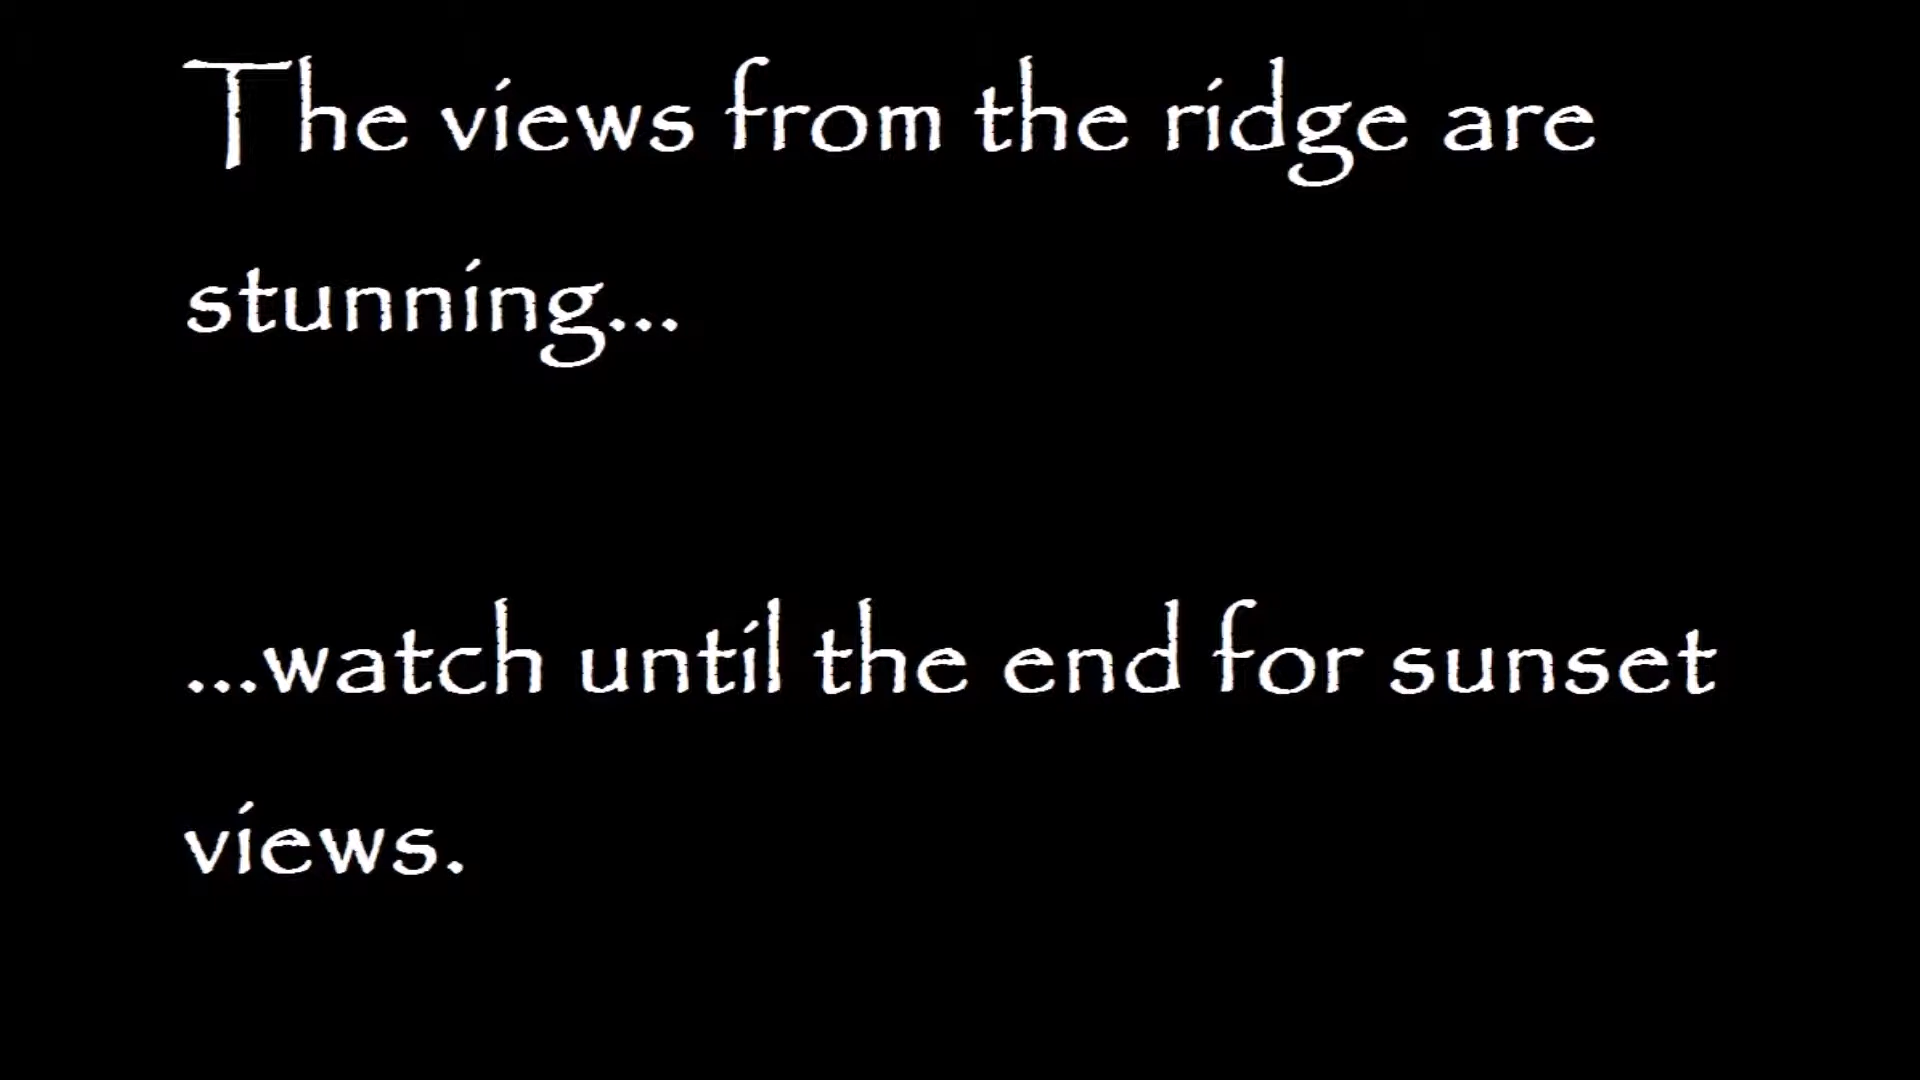 The views from the ridge are
stunning...
...watch until the end for sunset
views.